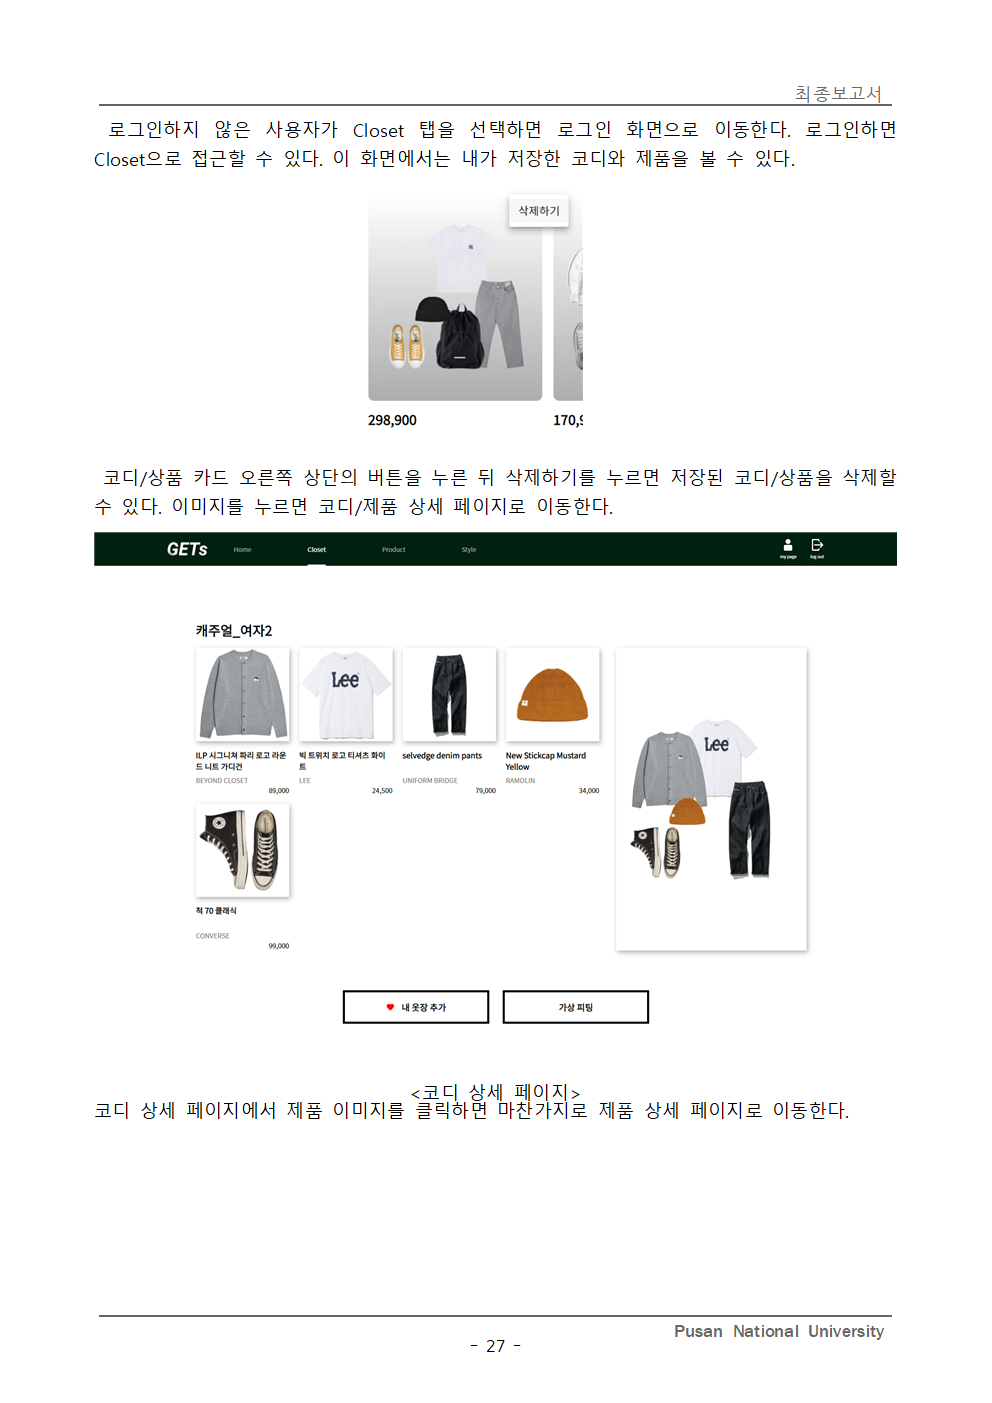 최종보고서
로그인하지 않은 사용자가 Closet 탭을 선택하면 로그인 화면으로 이동한다. 로그인하면
Closet으로 접근할 수 있다. 이 화면에서는 내가 저장한 코디와 제품을 볼 수 있다.
삭제하기
298,900
170,9
코디/상품 카드 오른쪽 상단의 버튼을 누른 뒤 삭제하기를 누르면 저장된 코디/상품을 삭제할
수 있다. 이미지를 누르면 코디/제품 상세 페이지로 이동한다.
GETs Home Closet Product Style my page log out
캐주얼_여자2
Lee
Lee
ILP 시그니쳐 파리 로고 라운
드 니트 가디건
BEYOND CLOSET
89,000
빅 트위치 로고 티셔츠 화이
트
LEE
24,500
selvedge denim pants
UNIFORM BRIDGE
79,000
New Stickcap Mustard
Yellow
RAMOLIN
34,000
척 70 클래식
CONVERSE
99,000
내 옷장 추가
가상 피팅
<코디 상세 페이지>
코디 상세 페이지에서 제품 이미지를 클릭하면 마찬가지로 제품 상세 페이지로 이동한다.
Pusan National University
- 27 -